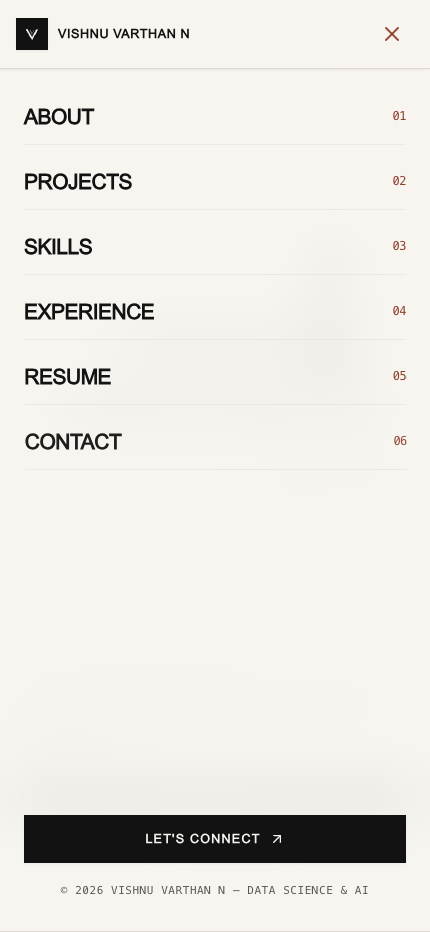 V VISHNU VARTHAN N
ABOUT 01
PROJECTS 02
SKILLS 03
EXPERIENCE 04
RESUME 05
CONTACT 06
LET'S CONNECT
© 2026 VISHNU VARTHAN N — DATA SCIENCE & AI